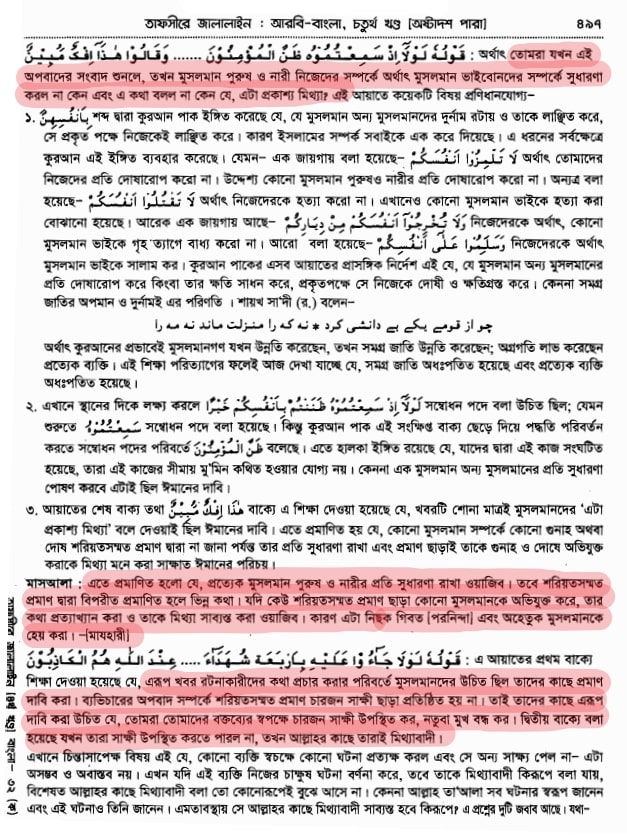 তাফসীরে জালালাইন : আরবি-বাংলা, চতুর্থ খণ্ড [অষ্টাদশ পারা] ৪৯৭
قَوْلُهُ لَوْلَا إِذْ سَمِعْتُمُوْهُ ظَنَّ الْمُؤْمِنُوْنَ ...... وَقَالُوْا هٰذَا إِفْكٌ مُّبِيْنٌ : অর্থাৎ তোমরা যখন এই
অপবাদের সংবাদ শুনলে, তখন মুসলমান পুরুষ ও নারী নিজেদের সম্পর্কে অর্থাৎ মুসলমান ভাইবোনদের সম্পর্কে সুধারণা
করল না কেন এবং এ কথা বলল না কেন যে, এটা প্রকাশ্য মিথ্যা? এই আয়াতে কয়েকটি বিষয় প্রণিধানযোগ্য–
১. بِأَنْفُسِهِنَّ শব্দ দ্বারা কুরআন পাক ইঙ্গিত করেছে যে, যে মুসলমান অন্য মুসলমানদের দুর্নাম রটায় ও তাকে লাঞ্ছিত করে,
সে প্রকৃত পক্ষে নিজেকেই লাঞ্ছিত করে। কারণ ইসলামের সম্পর্ক সবাইকে এক করে দিয়েছে। এ ধরনের সর্বক্ষেত্রে
কুরআন এই ইঙ্গিত ব্যবহার করেছে। যেমন– এক জায়গায় বলা হয়েছে– لَا تَلْمِزُوْا أَنْفُسَكُمْ অর্থাৎ তোমাদের
নিজেদের প্রতি দোষারোপ করো না। উদ্দেশ্য কোনো মুসলমান পুরুষও নারীর প্রতি দোষারোপ করো না। অন্যত্র বলা
হয়েছে– لَا تَقْتُلُوْا أَنْفُسَكُمْ অর্থাৎ নিজেদেরকে হত্যা করো না। এখানেও কোনো মুসলমান ভাইকে হত্যা করা
বোঝানো হয়েছে। আরেক এক জায়গায় আছে– وَلَا تُخْرِجُوْا أَنْفُسَكُمْ مِنْ دِيَارِكُمْ নিজেদেরকে অর্থাৎ, কোনো
মুসলমান ভাইকে গৃহ ত্যাগে বাধ্য করো না। আরো বলা হয়েছে– وَسَلِّمُوْا عَلٰى أَنْفُسِكُمْ নিজেদেরকে অর্থাৎ
মুসলমান ভাইকে সালাম কর। কুরআন পাকের এসব আয়াতের প্রাসঙ্গিক নির্দেশ এই যে, যে মুসলমান অন্য মুসলমানের
প্রতি দোষারোপ করে কিংবা তার ক্ষতি সাধন করে, প্রকৃতপক্ষে সে নিজেকে দোষী ও ক্ষতিগ্রস্ত করে। কেননা সমগ্র
জাতির অপমান ও দুর্নামই এর পরিণতি। শায়খ সা'দী (র.) বলেন–
چو از قومے یکے بے دانشی کرد * نہ کہ را منزلت ماند نہ مہ را
অর্থাৎ কুরআনের প্রভাবেই মুসলমানগণ যখন উন্নতি করেছেন, তখন সমগ্র জাতি উন্নতি করেছেন; অগ্রগতি লাভ করেছেন
প্রত্যেক ব্যক্তি। এই শিক্ষা পরিত্যাগের ফলেই আজ দেখা যাচ্ছে যে, সমগ্র জাতি অধঃপতিত হয়েছে এবং প্রত্যেক ব্যক্তি
অধঃপতিত হয়েছে।
২. এখানে স্থানের দিকে লক্ষ্য করলে لَوْلَا إِذْ سَمِعْتُمُوْهُ ظَنَنْتُمْ بِأَنْفُسِكُمْ خَيْرًا সম্বোধন পদে বলা উচিত ছিল; যেমন
শুরুতে سَمِعْتُمُوْهُ সম্বোধন পদে বলা হয়েছে। কিন্তু কুরআন পাক এই সংক্ষিপ্ত বাক্য ছেড়ে দিয়ে পদ্ধতি পরিবর্তন
করতে সম্বোধন পদের পরিবর্তে ظَنَّ الْمُؤْمِنُوْنَ বলেছে। এতে হালকা ইঙ্গিত রয়েছে যে, যাদের দ্বারা এই কাজ সংঘটিত
হয়েছে, তারা এই কাজের সীমায় মু'মিন কথিত হওয়ার যোগ্য নয়। কেননা এক মুসলমান অন্য মুসলমানের প্রতি সুধারণা
পোষণ করবে এটাই ছিল ঈমানের দাবি।
৩. আয়াতের শেষ বাক্য তথা هٰذَا إِفْكٌ مُّبِيْنٌ বাক্যে এ শিক্ষা দেওয়া হয়েছে যে, খবরটি শোনা মাত্রই মুসলমানদের 'এটা
প্রকাশ্য মিথ্যা' বলে দেওয়াই ছিল ঈমানের দাবি। এতে প্রমাণিত হয় যে, কোনো মুসলমান সম্পর্কে কোনো গুনাহ অথবা
দোষ শরিয়তসম্মত প্রমাণ দ্বারা না জানা পর্যন্ত তার প্রতি সুধারণা রাখা এবং প্রমাণ ছাড়াই তাকে গুনাহ ও দোষে অভিযুক্ত
করাকে মিথ্যা মনে করা সাক্ষাত ঈমানের পরিচয়।
মাসআলা : এতে প্রমাণিত হলো যে, প্রত্যেক মুসলমান পুরুষ ও নারীর প্রতি সুধারণা রাখা ওয়াজিব। তবে শরিয়তসম্মত
প্রমাণ দ্বারা বিপরীত প্রমাণিত হলে ভিন্ন কথা। যদি কেউ শরিয়তসম্মত প্রমাণ ছাড়া কোনো মুসলমানকে অভিযুক্ত করে, তার
কথা প্রত্যাখ্যান করা ও তাকে মিথ্যা সাব্যস্ত করা ওয়াজিব। কারণ এটা নিছক গিবত [পরনিন্দা] এবং অহেতুক মুসলমানকে
হেয় করা। –[মাযহারী]
قَوْلُهُ لَوْلَا جَاءُوْا عَلَيْهِ بِأَرْبَعَةِ شُهَدَاءَ ..... عِنْدَ اللّٰهِ هُمُ الْكَاذِبُوْنَ : এ আয়াতের প্রথম বাক্যে
শিক্ষা দেওয়া হয়েছে যে, এরূপ খবর রটনাকারীদের কথা প্রচার করার পরিবর্তে মুসলমানদের উচিত ছিল তাদের কাছে প্রমাণ
দাবি করা। ব্যভিচারের অপবাদ সম্পর্কে শরিয়তসম্মত প্রমাণ চারজন সাক্ষী ছাড়া প্রতিষ্ঠিত হয় না। তাই তাদের কাছে এরূপ
দাবি করা উচিত যে, তোমরা তোমাদের বক্তব্যের স্বপক্ষে চারজন সাক্ষী উপস্থিত কর, নতুবা মুখ বন্ধ কর। দ্বিতীয় বাক্যে বলা
হয়েছে যখন তারা সাক্ষী উপস্থিত করতে পারল না, তখন আল্লাহর কাছে তারাই মিথ্যাবাদী।
এখানে চিন্তাসাপেক্ষ বিষয় এই যে, কোনো ব্যক্তি স্বচক্ষে কোনো ঘটনা প্রত্যক্ষ করল এবং সে অন্য সাক্ষ্য পেল না– এটা
অসম্ভব ও অবাস্তব নয়। এখন যদি এই ব্যক্তি নিজের চাক্ষুষ ঘটনা বর্ণনা করে, তবে তাকে মিথ্যাবাদী কিরূপে বলা যায়,
বিশেষত আল্লাহর কাছে মিথ্যাবাদী বলা তো কোনোরূপেই বুঝে আসে না। কেননা আল্লাহ তা'আলা সব ঘটনার স্বরূপ জানেন
এবং এই ঘটনাও তিনি জানেন। এমতাবস্থায় সে আল্লাহর কাছে মিথ্যাবাদী সাব্যস্ত হবে কিরূপে? এ প্রশ্নের দুটি জবাব আছে। যথা–
তাফসীরে জালালাইন [৪র্থ খণ্ড] বাংলা– ৩২ (ক)